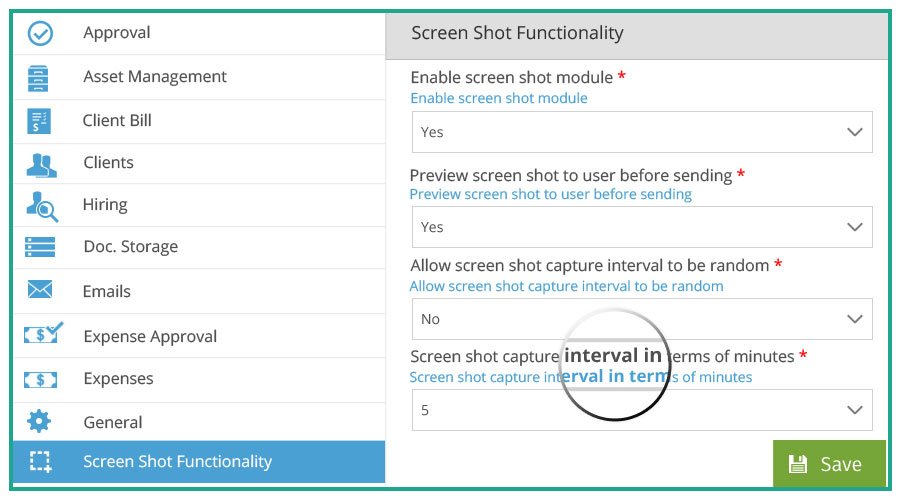 Approval
Asset Management
Client Bill
Clients
Hiring
Doc. Storage
Emails
Expense Approval
Expenses
General
Screen Shot Functionality
Screen Shot Functionality
Enable screen shot module *
Enable screen shot module
Yes
Preview screen shot to user before sending *
Preview screen shot to user before sending
Yes
Allow screen shot capture interval to be random *
Allow screen shot capture interval to be random
No
Screen shot capture interval in terms of minutes *
Screen shot capture interval in terms of minutes
5
Save